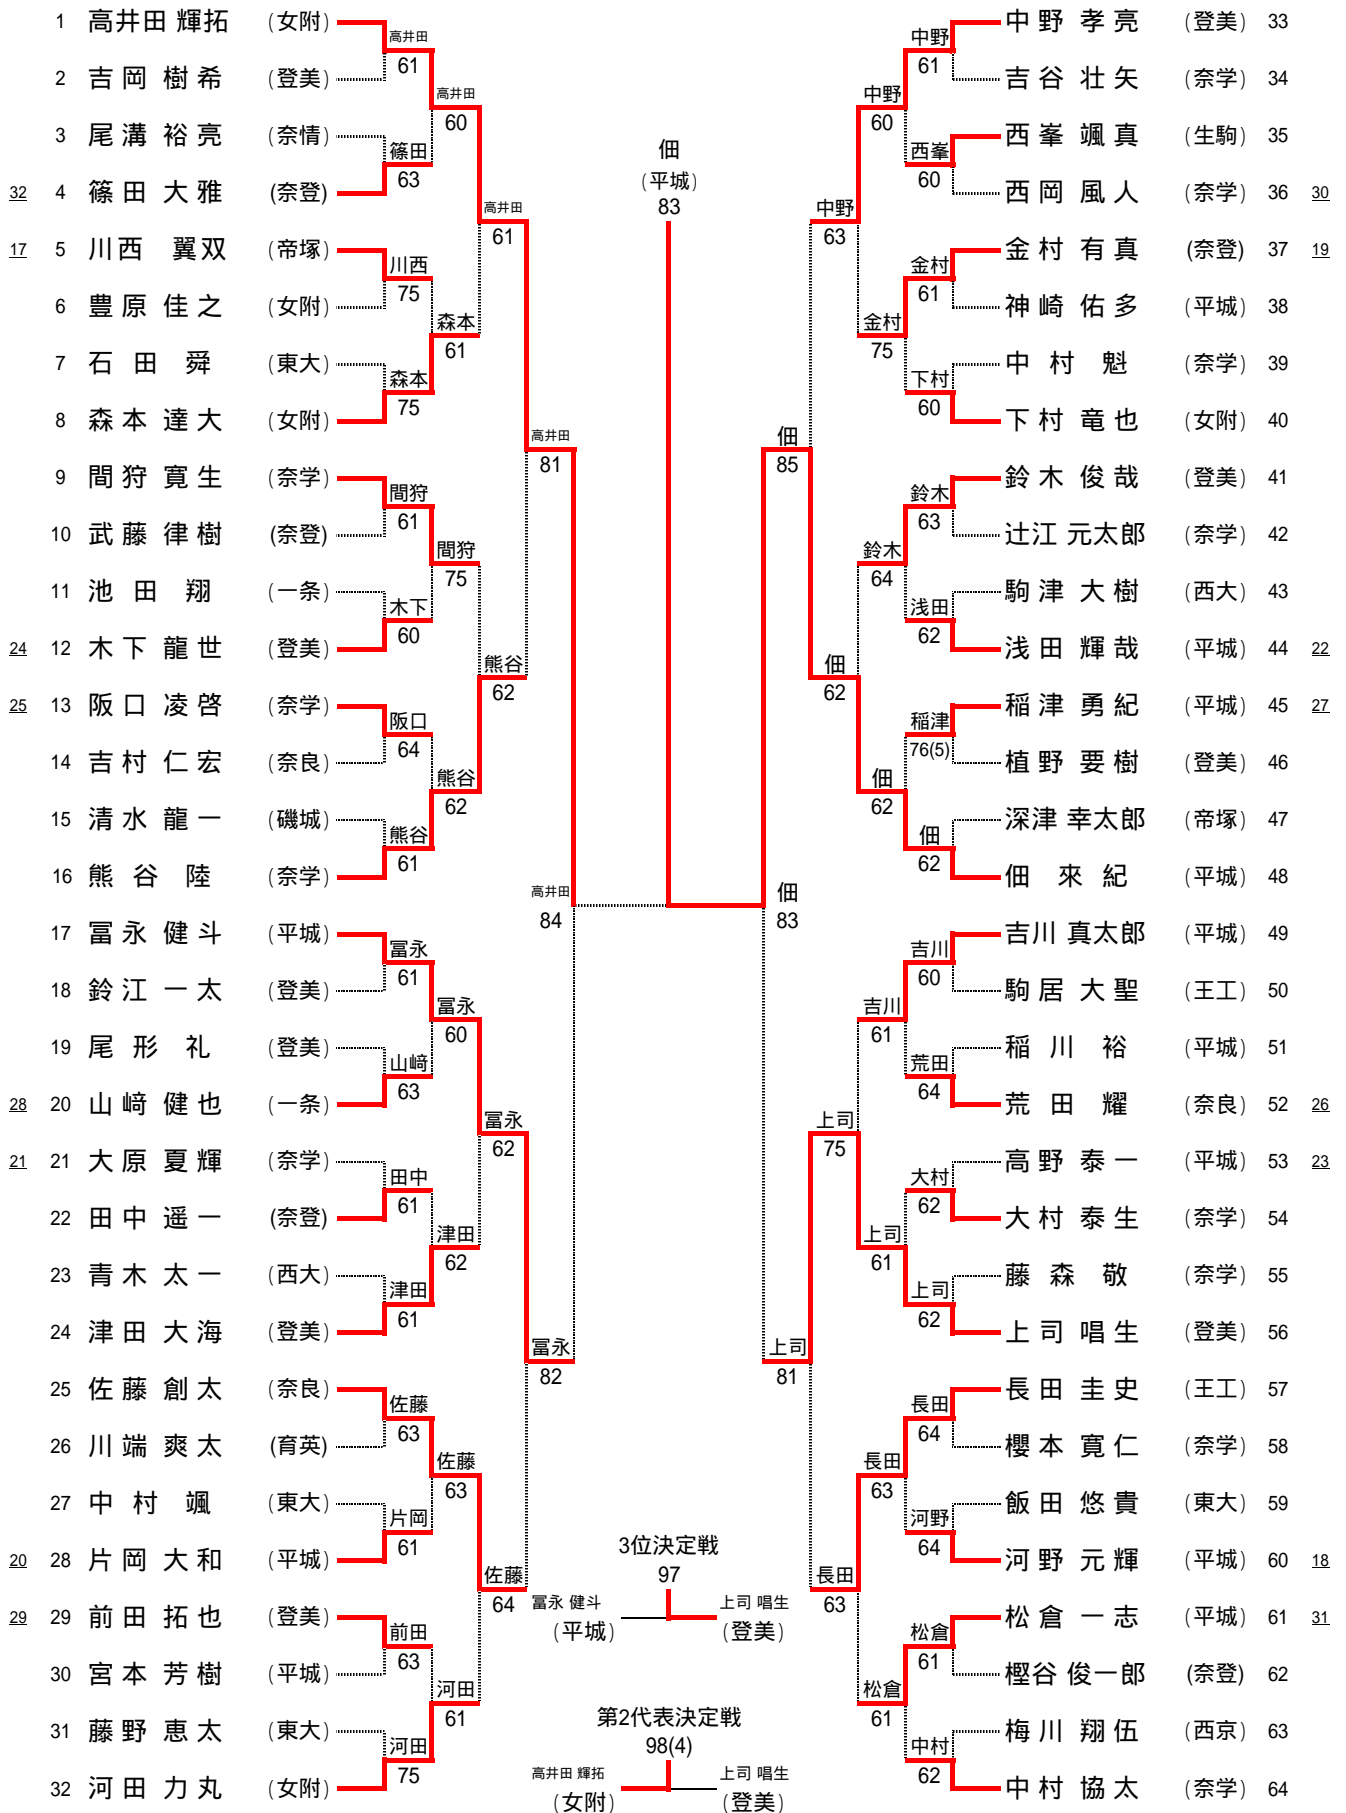 1 高井田 輝拓 (女附)
2 吉岡 樹希 (登美)
3 尾溝 裕亮 (奈情)
32 4 篠田 大雅 (奈登)
17 5 川西 翼双 (帝塚)
6 豊原 佳之 (女附)
7 石田 舜 (東大)
8 森本 達大 (女附)
9 間狩 寛生 (奈学)
10 武藤 律樹 (奈登)
11 池田 翔 (一条)
24 12 木下 龍世 (登美)
25 13 阪口 凌啓 (奈学)
14 吉村 仁宏 (奈良)
15 清水 龍一 (磯城)
16 熊谷 陸 (奈学)
17 冨永 健斗 (平城)
18 鈴江 一太 (登美)
19 尾形 礼 (登美)
28 20 山﨑 健也 (一条)
21 21 大原 夏輝 (奈学)
22 田中 遥一 (奈登)
23 青木 太一 (西大)
24 津田 大海 (登美)
25 佐藤 創太 (奈良)
26 川端 爽太 (育英)
27 中村 颯 (東大)
20 28 片岡 大和 (平城)
29 29 前田 拓也 (登美)
30 宮本 芳樹 (平城)
31 藤野 恵太 (東大)
32 河田 力丸 (女附)
高井田
61
篠田
63
川西
75
森本
75
間狩
61
木下
60
阪口
64
熊谷
61
冨永
61
山﨑
63
田中
61
津田
61
佐藤
63
片岡
61
前田
63
河田
75
高井田
60
森本
61
間狩
75
熊谷
62
冨永
60
津田
62
佐藤
63
河田
61
高井田
61
熊谷
62
冨永
62
佐藤
64
高井田
81
冨永
82
高井田
84
佃
(平城)
83
佃
83
佃
85
上司
81
中野
63
佃
62
上司
75
長田
63
中野
60
金村
75
鈴木
64
佃
62
吉川
61
上司
61
長田
63
松倉
61
中野
61
西峯
60
金村
61
下村
60
鈴木
63
浅田
62
稲津
76(5)
佃
62
吉川
60
荒田
64
大村
62
上司
62
長田
64
河野
64
松倉
61
中村
62
中野 孝亮 (登美) 33
吉谷 壮矢 (奈学) 34
西峯 颯真 (生駒) 35
西岡 風人 (奈学) 36 30
金村 有真 (奈登) 37 19
神崎 佑多 (平城) 38
中村 魁 (奈学) 39
下村 竜也 (女附) 40
鈴木 俊哉 (登美) 41
辻江 元太郎 (奈学) 42
駒津 大樹 (西大) 43
浅田 輝哉 (平城) 44 22
稲津 勇紀 (平城) 45 27
植野 要樹 (登美) 46
深津 幸太郎 (帝塚) 47
佃 來紀 (平城) 48
吉川 真太郎 (平城) 49
駒居 大聖 (王工) 50
稲川 裕 (平城) 51
荒田 耀 (奈良) 52 26
高野 泰一 (平城) 53 23
大村 泰生 (奈学) 54
藤森 敬 (奈学) 55
上司 唱生 (登美) 56
長田 圭史 (王工) 57
櫻本 寛仁 (奈学) 58
飯田 悠貴 (東大) 59
河野 元輝 (平城) 60 18
松倉 一志 (平城) 61 31
樫谷 俊一郎 (奈登) 62
梅川 翔伍 (西京) 63
中村 協太 (奈学) 64
3位決定戦
97
冨永 健斗 上司 唱生
(平城) (登美)
第2代表決定戦
98(4)
高井田 輝拓 上司 唱生
(女附) (登美)